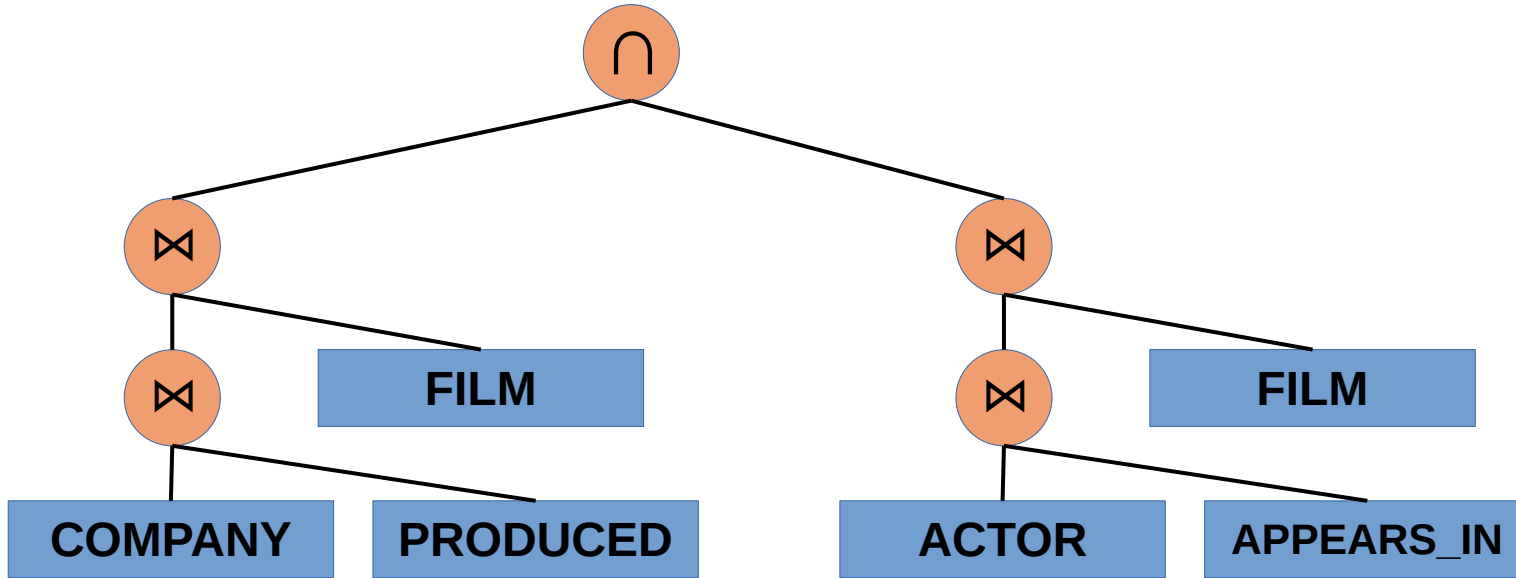 ∩
⋈
⋈
⋈
FILM
⋈
FILM
COMPANY
PRODUCED
ACTOR
APPEARS_IN